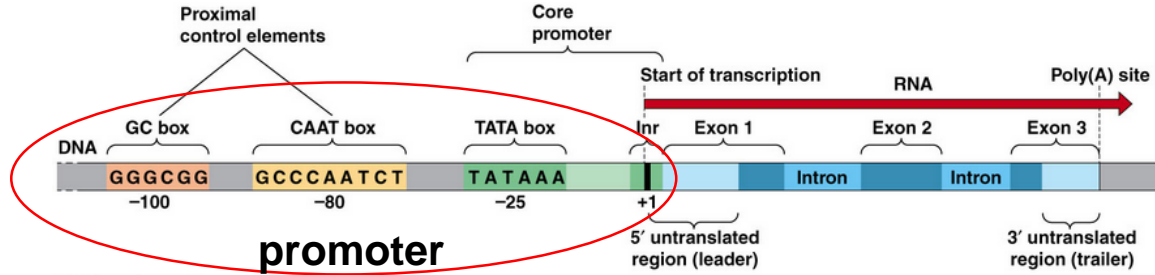 Proximal
control elements
Core
promoter
Start of transcription
RNA
Poly(A) site
DNA
GC box
CAAT box
TATA box
Inr
Exon 1
Exon 2
Exon 3
GGGCGG
GCCCAATCT
TATAAA
Intron
Intron
–100
–80
–25
+1
promoter
5′ untranslated
region (leader)
3′ untranslated
region (trailer)